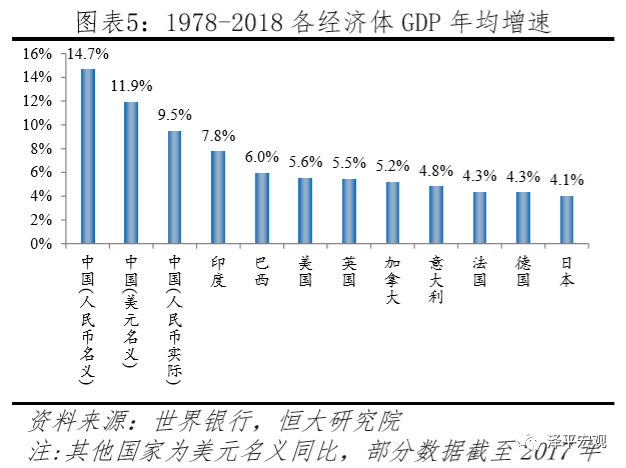 图表5：1978-2018各经济体GDP年均增速
16%
14%
12%
10%
8%
6%
4%
2%
0%
14.7%
11.9%
9.5%
7.8%
6.0%
5.6%
5.5%
5.2%
4.8%
4.3%
4.3%
4.1%
中国(人民币名义)
中国(美元名义)
中国(人民币实际)
印度
巴西
美国
英国
加拿大
意大利
法国
德国
日本
资料来源：世界银行，恒大研究院
注:其他国家为美元名义同比，部分数据截至2017年
泽平宏观